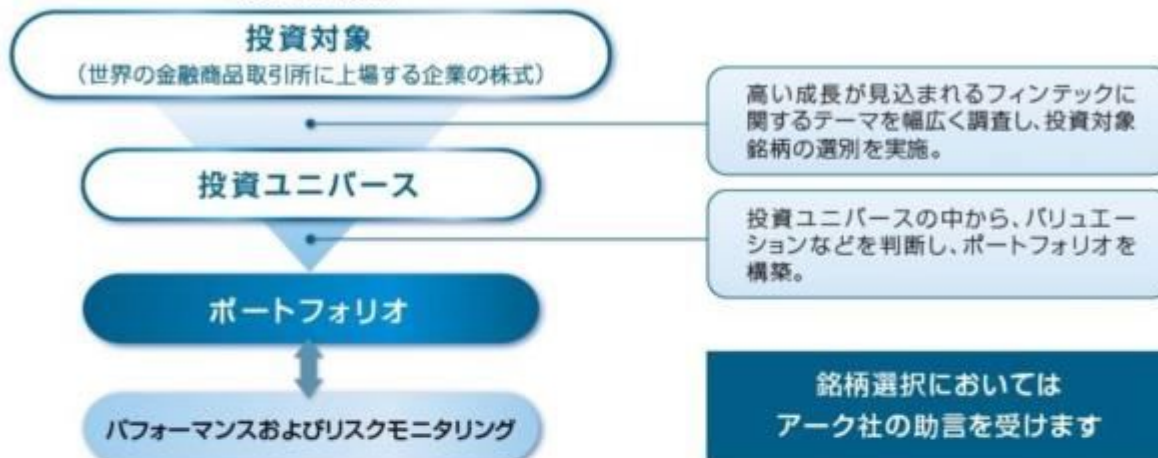 投資対象
（世界の金融商品取引所に上場する企業の株式）
高い成長が見込まれるフィンテックに
関するテーマを幅広く調査し、投資対象
銘柄の選別を実施。
投資ユニバース
投資ユニバースの中から、バリュエー
ションなどを判断し、ポートフォリオを
構築。
ポートフォリオ
パフォーマンスおよびリスクモニタリング
銘柄選択においては
アーク社の助言を受けます